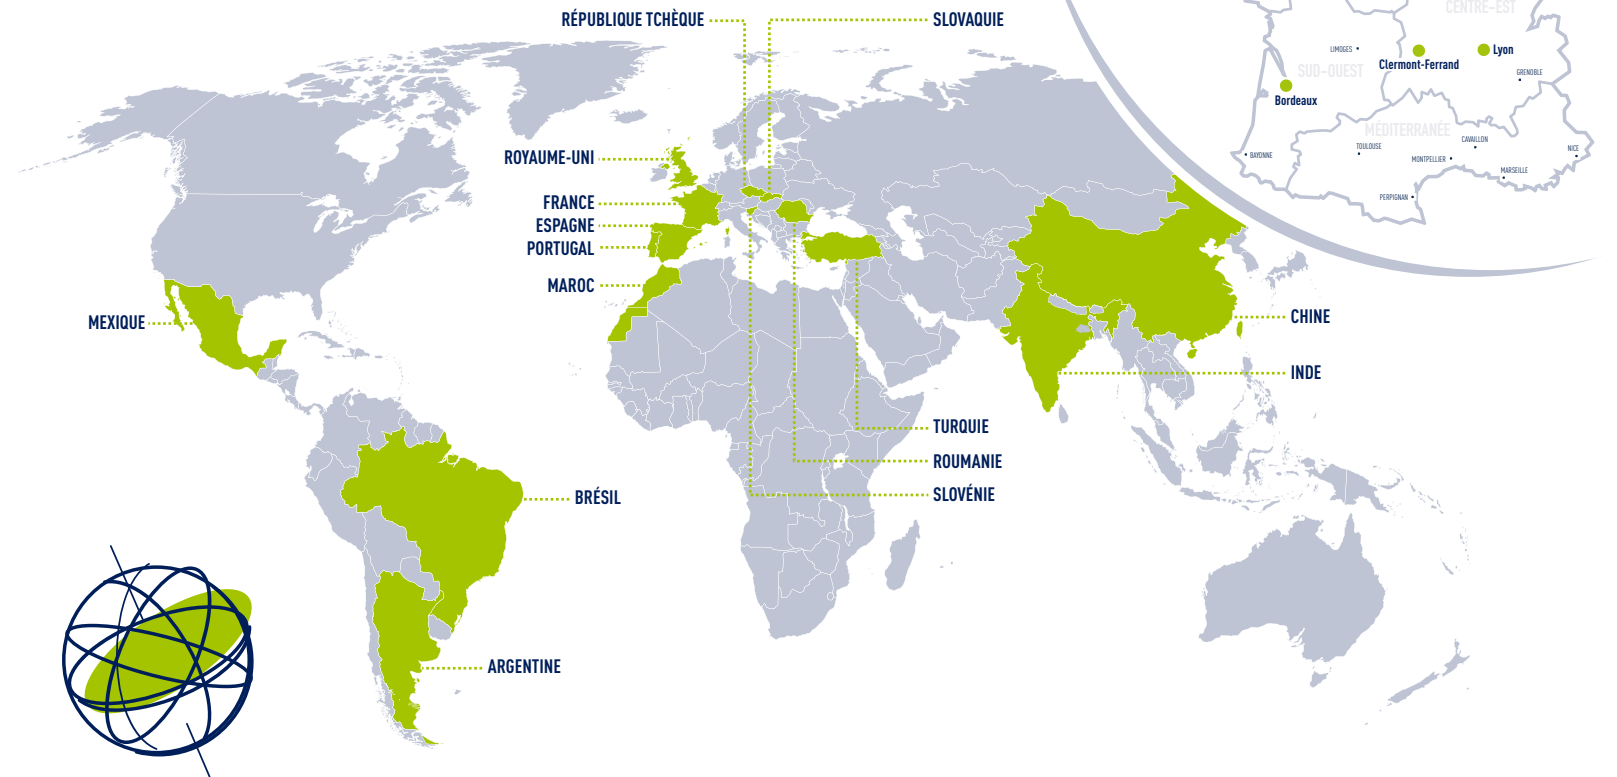 RÉPUBLIQUE TCHÈQUE
SLOVAQUIE
ROYAUME-UNI
FRANCE
ESPAGNE
PORTUGAL
MAROC
MEXIQUE
CHINE
INDE
TURQUIE
ROUMANIE
SLOVÉNIE
BRÉSIL
ARGENTINE
CENTRE-EST
LIMOGES
Clermont-Ferrand
Lyon
SUD-OUEST
GRENOBLE
Bordeaux
MÉDITERRANÉE
CAVAILLON
TOULOUSE
NICE
BAYONNE
MONTPELLIER
MARSEILLE
PERPIGNAN